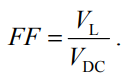 FF = V_L / V_DC .